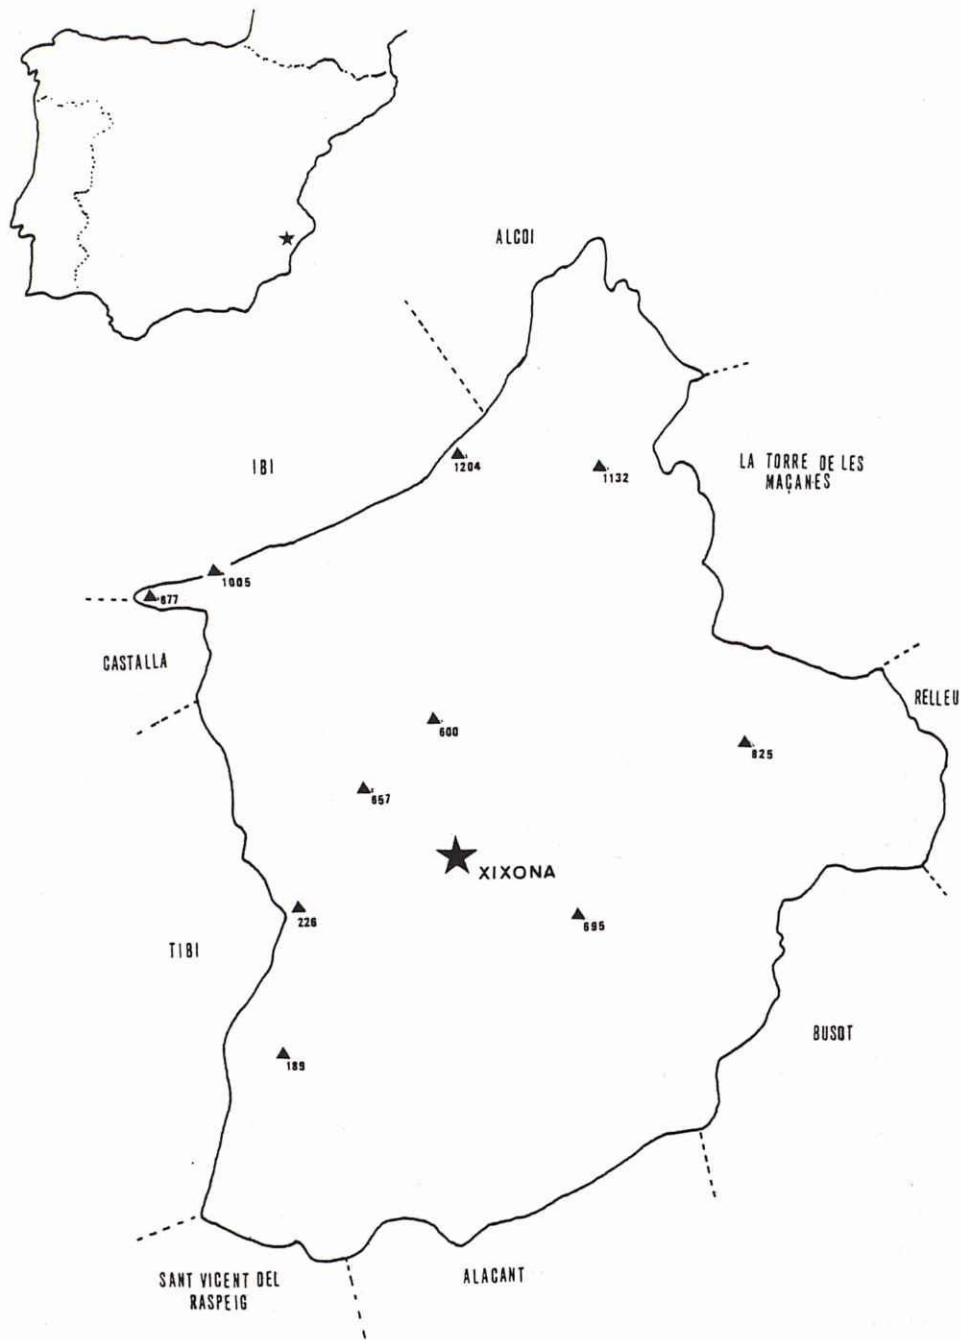 ALCOI
IBI
1204
1132
LA TORRE DE LES
MAÇANES
1005
877
CASTALLA
RELLEU
600
825
657
XIXONA
226
695
TIBI
BUSOT
189
SANT VICENT DEL
RASPEIG
ALACANT